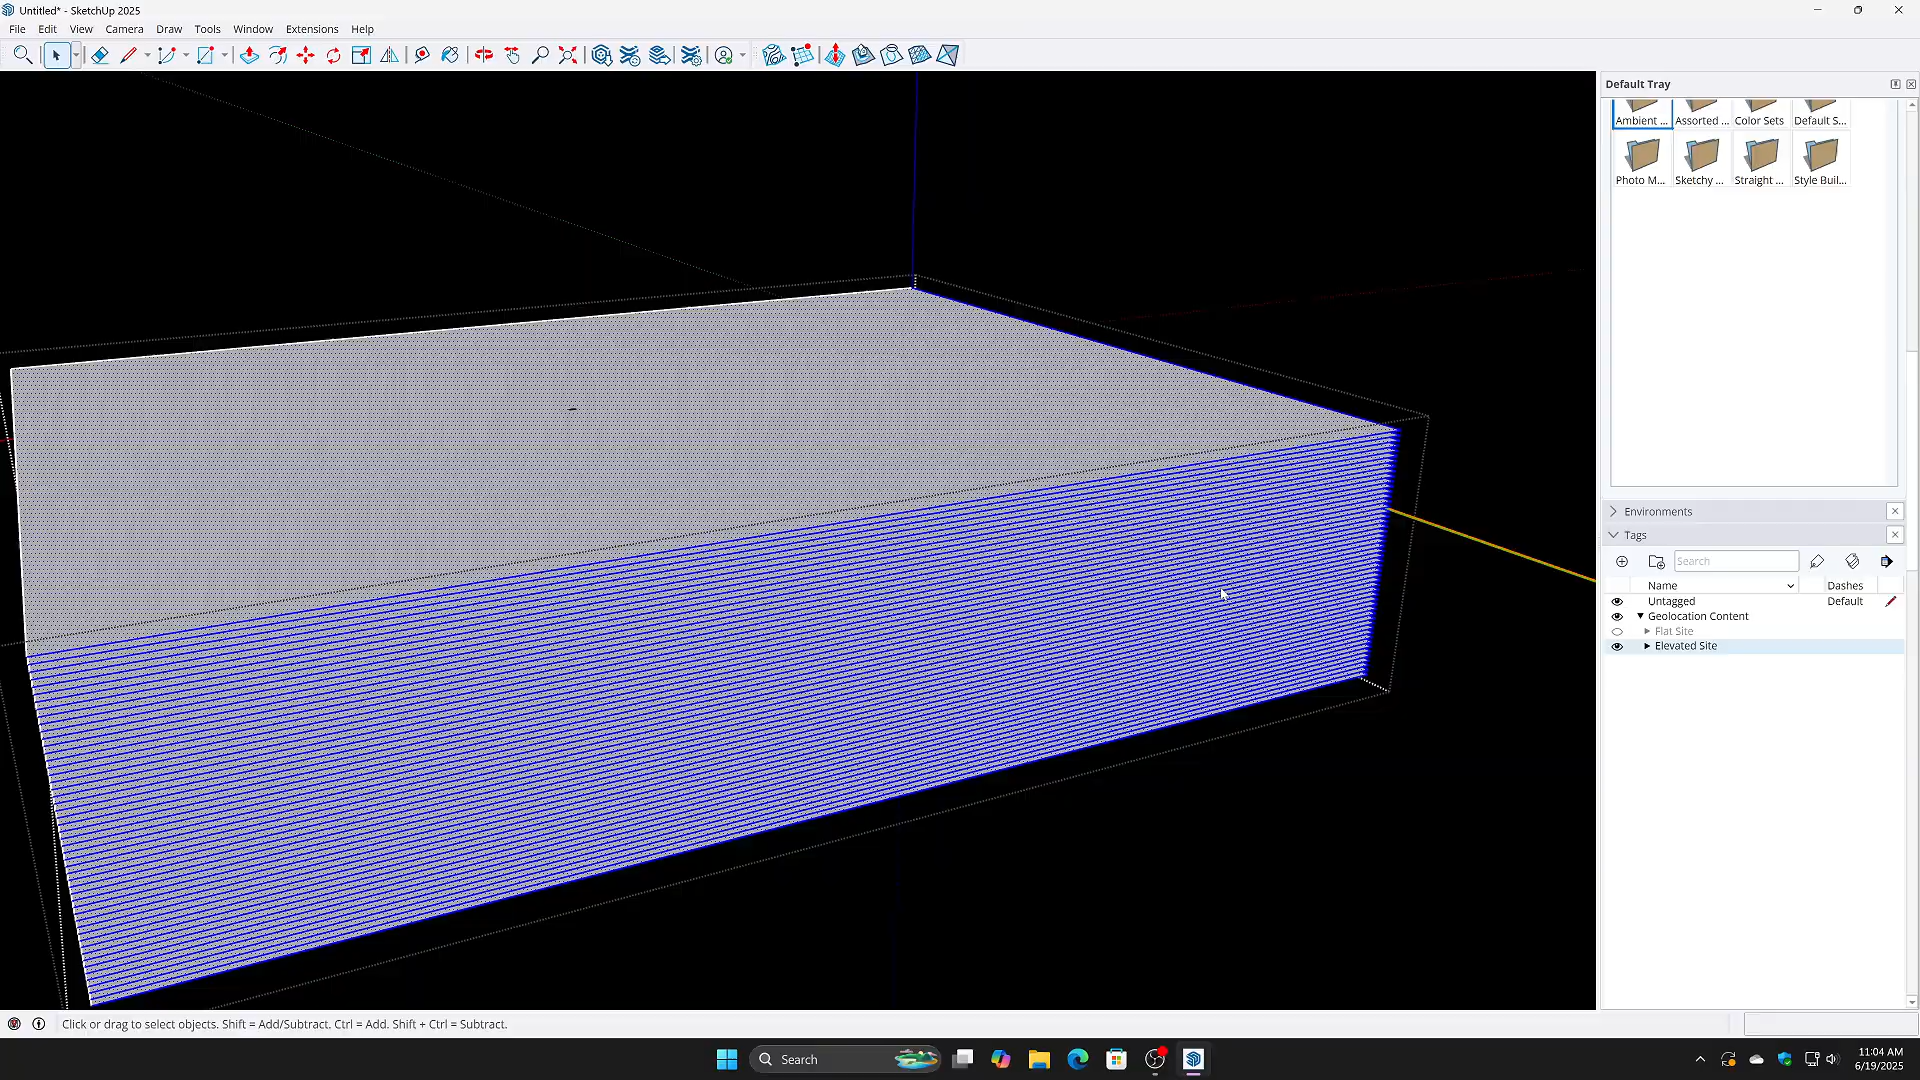 Untitled* - SketchUp 2025
File Edit View Camera Draw Tools Window Extensions Help
Default Tray
Ambient ... Assorted ... Color Sets Default S...
Photo M... Sketchy ... Straight ... Style Buil...
Environments
Tags
Search
Name Dashes
Untagged Default
Geolocation Content
Flat Site
Elevated Site
Click or drag to select objects. Shift = Add/Subtract. Ctrl = Add. Shift + Ctrl = Subtract.
Search
11:04 AM
6/19/2025